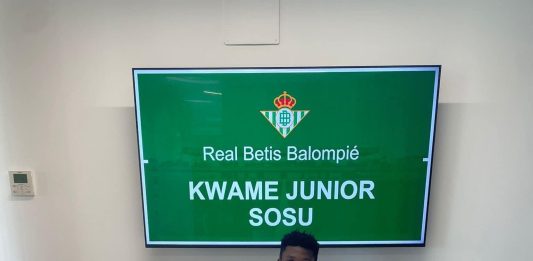 Real Betis Balompié
KWAME JUNIOR
SOSU